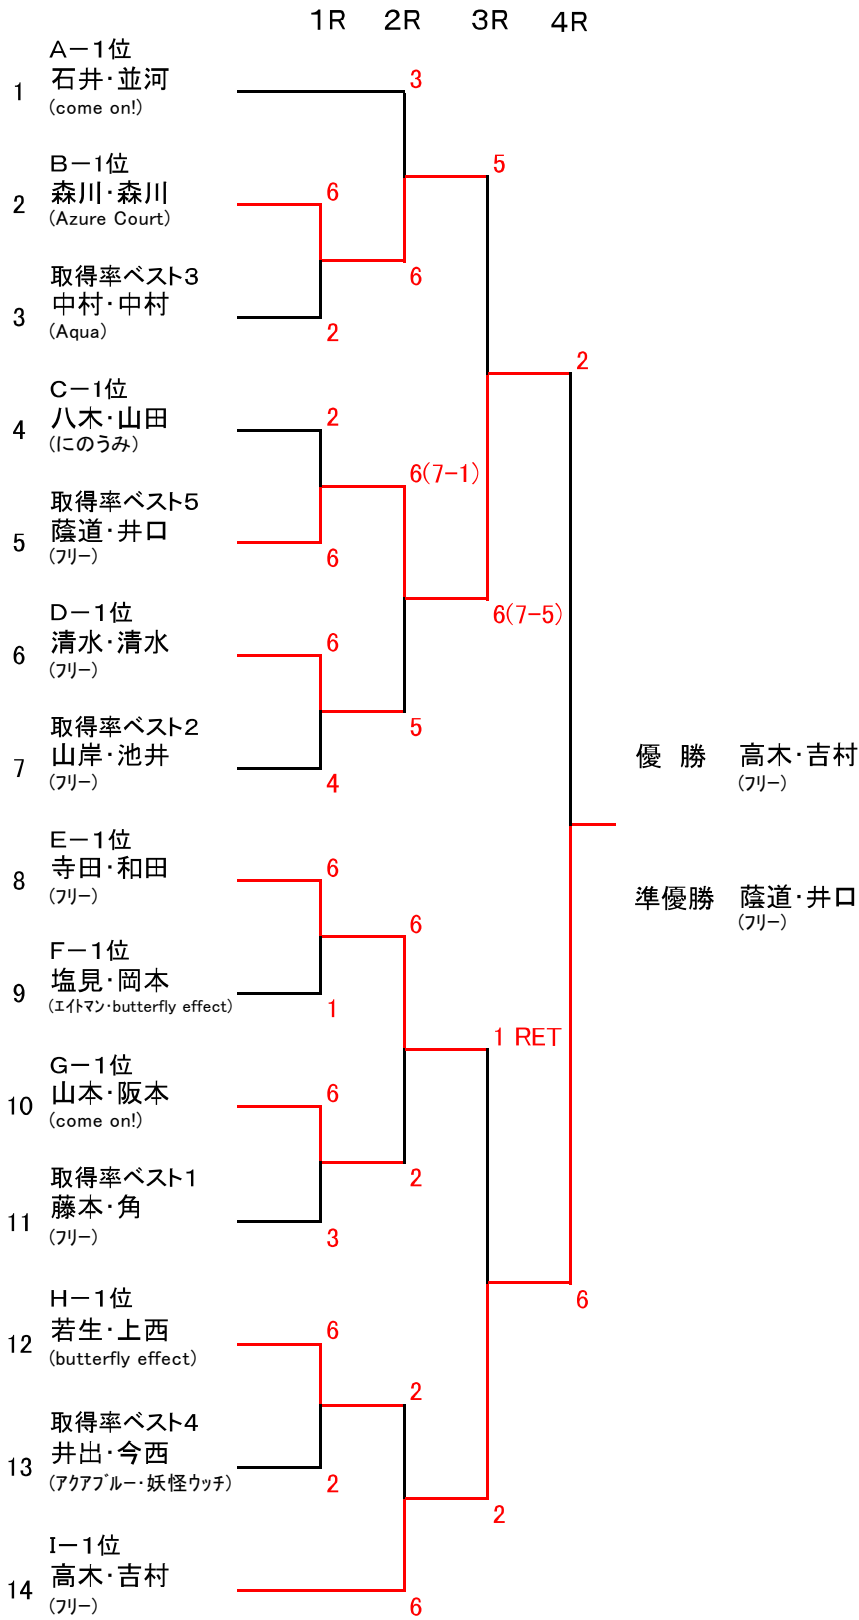 1R 2R 3R 4R
A－1位
1 石井・並河 3
(come on!)
5
B－1位
2 森川・森川 6
(Azure Court)
6
取得率ベスト3
3 中村・中村
(Aqua) 2
2
C－1位
4 八木・山田 2
(にのうみ)
6(7-1)
取得率ベスト5
5 蔭道・井口
(フリー) 6
6(7-5)
D－1位
6 清水・清水 6
(フリー)
5
取得率ベスト2
7 山岸・池井
(フリー) 4
優 勝 高木・吉村
(フリー)
E－1位
8 寺田・和田 6
(フリー)
準優勝 蔭道・井口
(フリー)
6
F－1位
9 塩見・岡本
(エイトマン・butterfly effect) 1
1 RET
G－1位
10 山本・阪本 6
(come on!)
2
取得率ベスト1
11 藤本・角
(フリー) 3
6
H－1位
12 若生・上西 6
(butterfly effect)
2
取得率ベスト4
13 井出・今西
(アクアブルー・妖怪ウッチ) 2
2
I－1位
14 高木・吉村
(フリー) 6